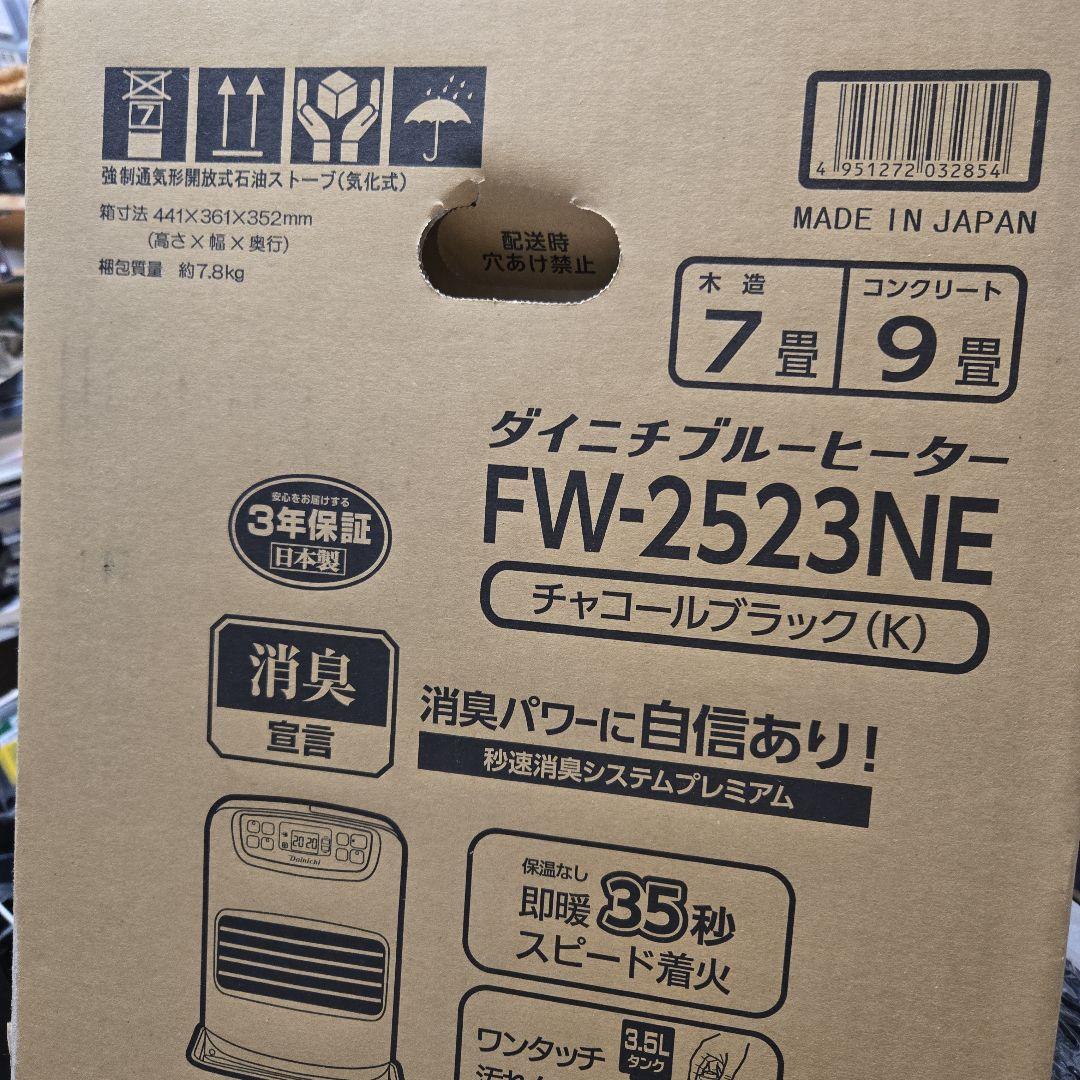 7
強制通気形開放式石油ストーブ(気化式)
箱寸法 441×361×352mm
(高さ×幅×奥行)
梱包質量 約7.8kg
配送時
穴あけ禁止
4 951272 032854
MADE IN JAPAN
木造
7畳
コンクリート
9畳
ダイニチブルーヒーター
FW-2523NE
チャコールブラック(K)
安心をお届けする
3年保証
日本製
消臭
宣言
消臭パワーに自信あり!
秒速消臭システムプレミアム
20 20
Dainichi
保温なし
即暖35秒
スピード着火
ワンタッチ
3.5L
タンク